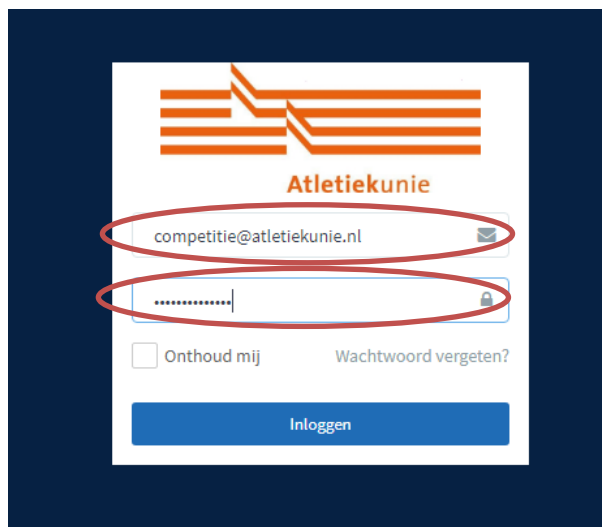 Atletiekunie
competitie@atletiekunie.nl
••••••••••••••
Onthoud mij Wachtwoord vergeten?
Inloggen